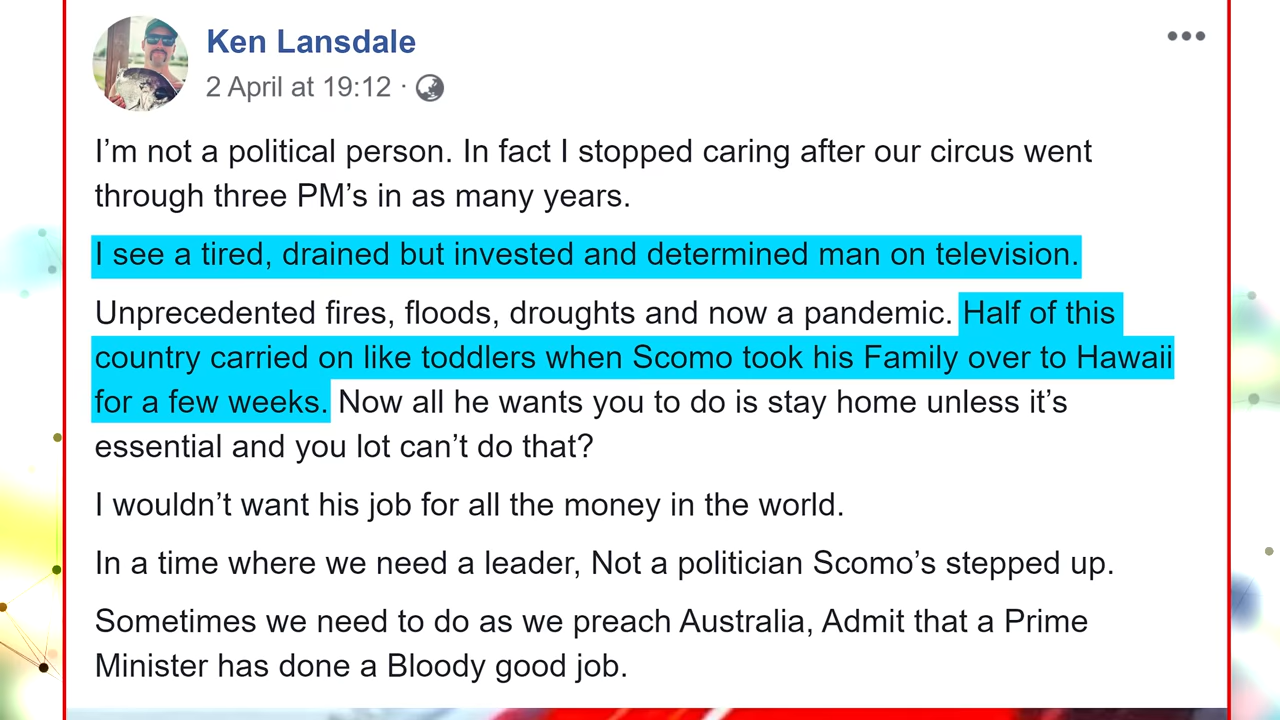 Ken Lansdale
2 April at 19:12 ·
I'm not a political person. In fact I stopped caring after our circus went
through three PM's in as many years.
I see a tired, drained but invested and determined man on television.
Unprecedented fires, floods, droughts and now a pandemic. Half of this
country carried on like toddlers when Scomo took his Family over to Hawaii
for a few weeks. Now all he wants you to do is stay home unless it's
essential and you lot can't do that?
I wouldn't want his job for all the money in the world.
In a time where we need a leader, Not a politician Scomo's stepped up.
Sometimes we need to do as we preach Australia, Admit that a Prime
Minister has done a Bloody good job.